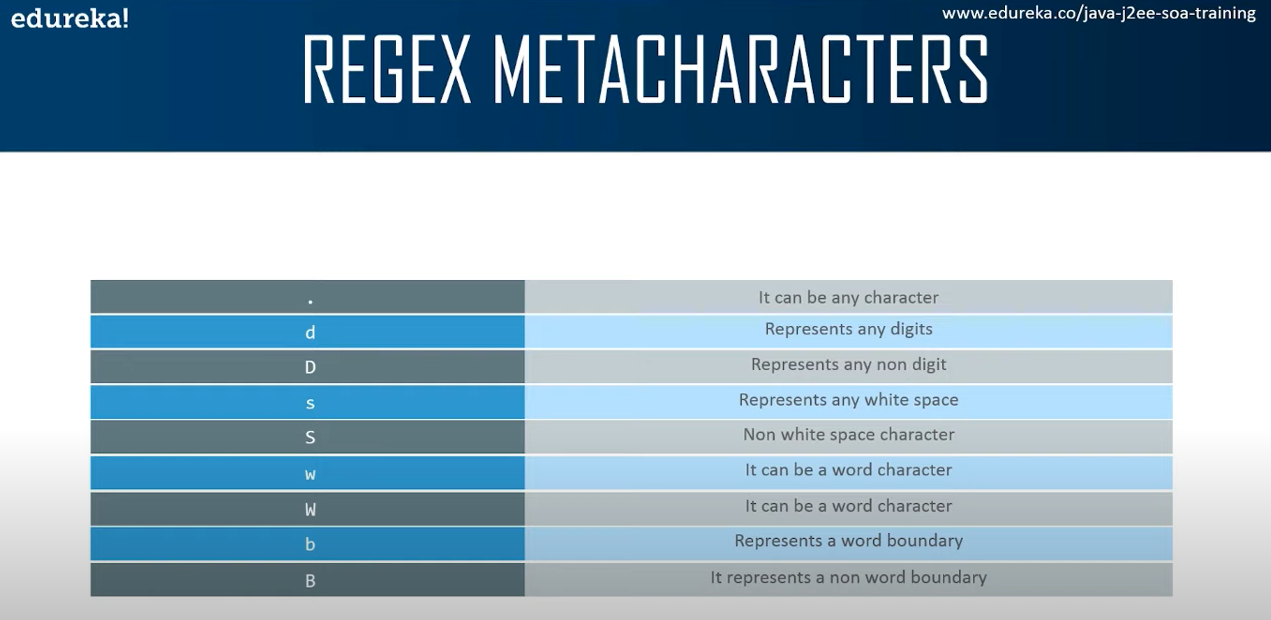 edureka!
www.edureka.co/java-j2ee-soa-training
REGEX METACHARACTERS
. It can be any character
d Represents any digits
D Represents any non digit
s Represents any white space
S Non white space character
w It can be a word character
W It can be a word character
b Represents a word boundary
B It represents a non word boundary